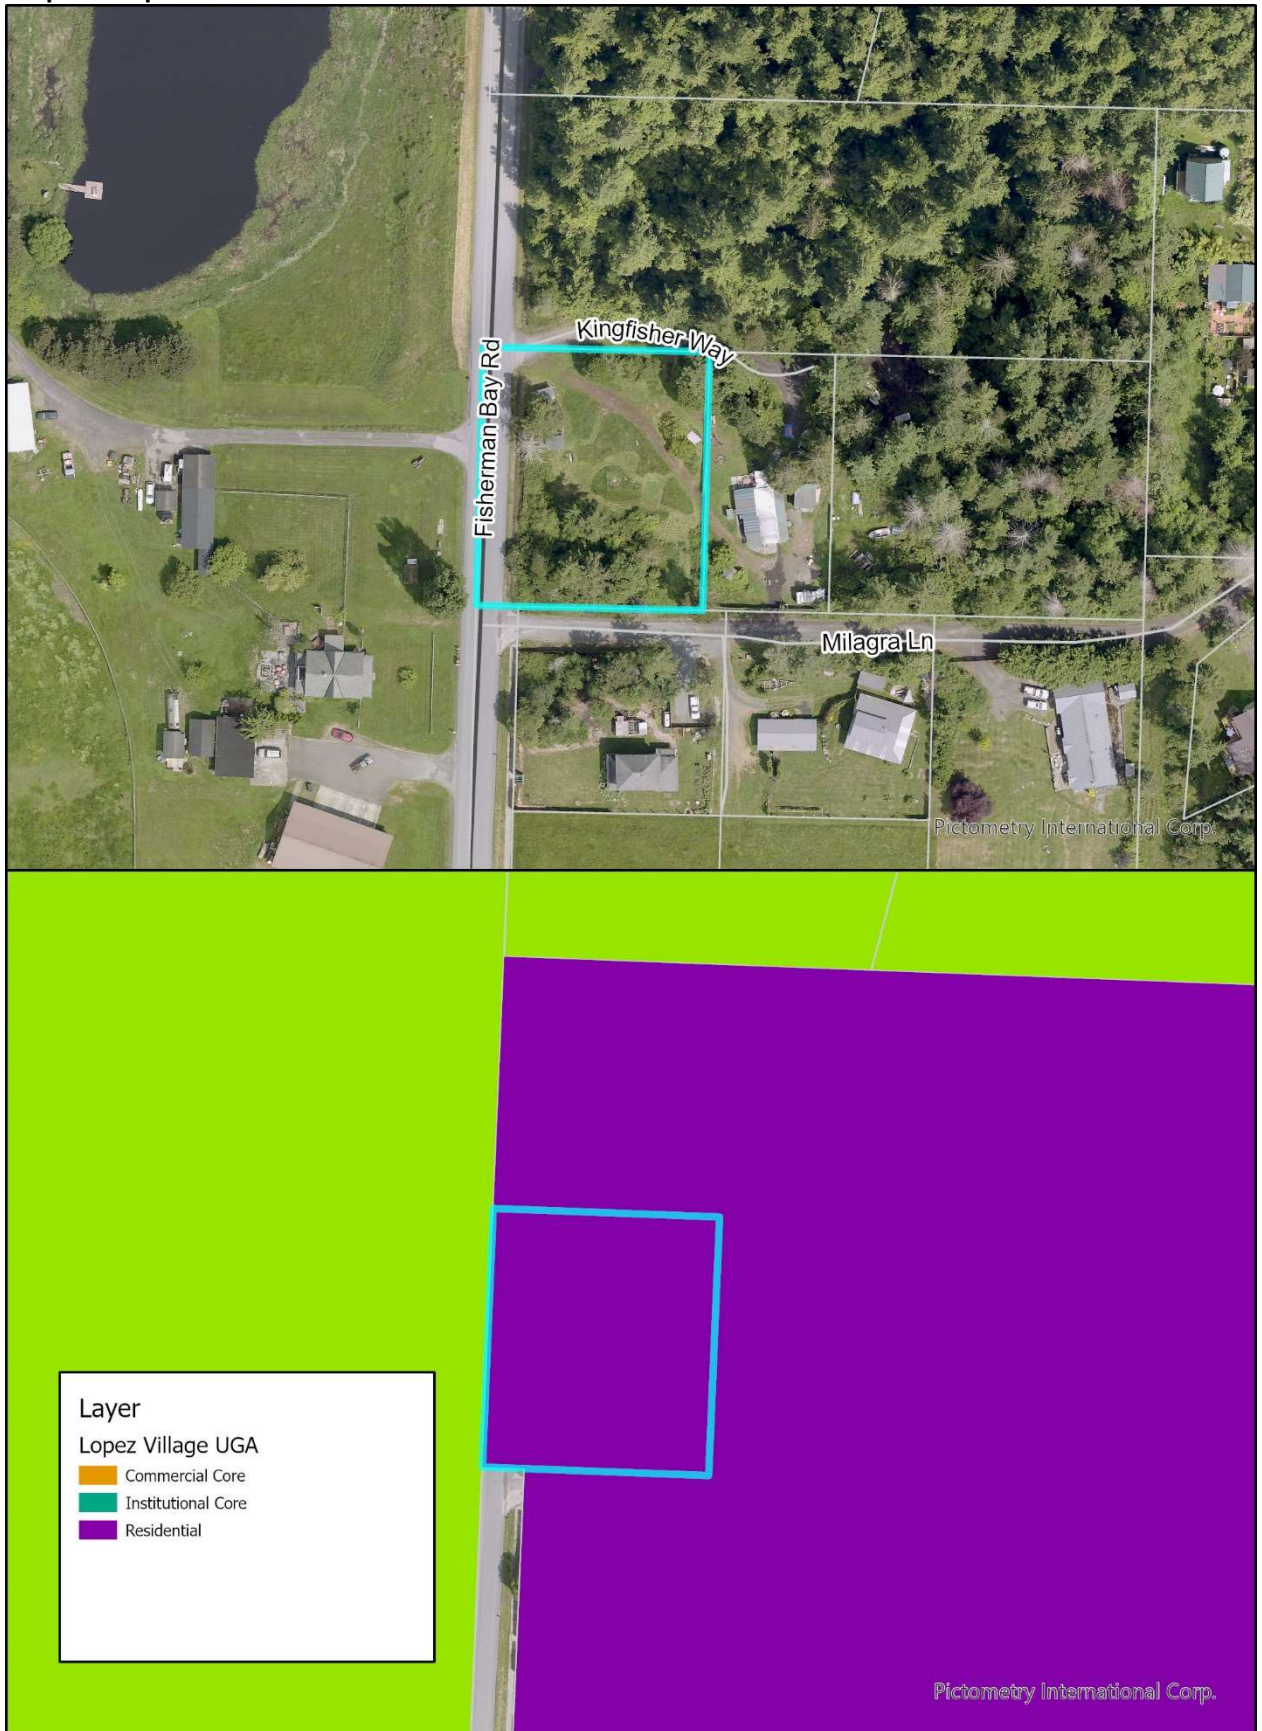 Kingfisher Way
Fisherman Bay Rd
Milagra Ln
Pictometry International Corp.
Layer
Lopez Village UGA
Commercial Core
Institutional Core
Residential
Pictometry International Corp.